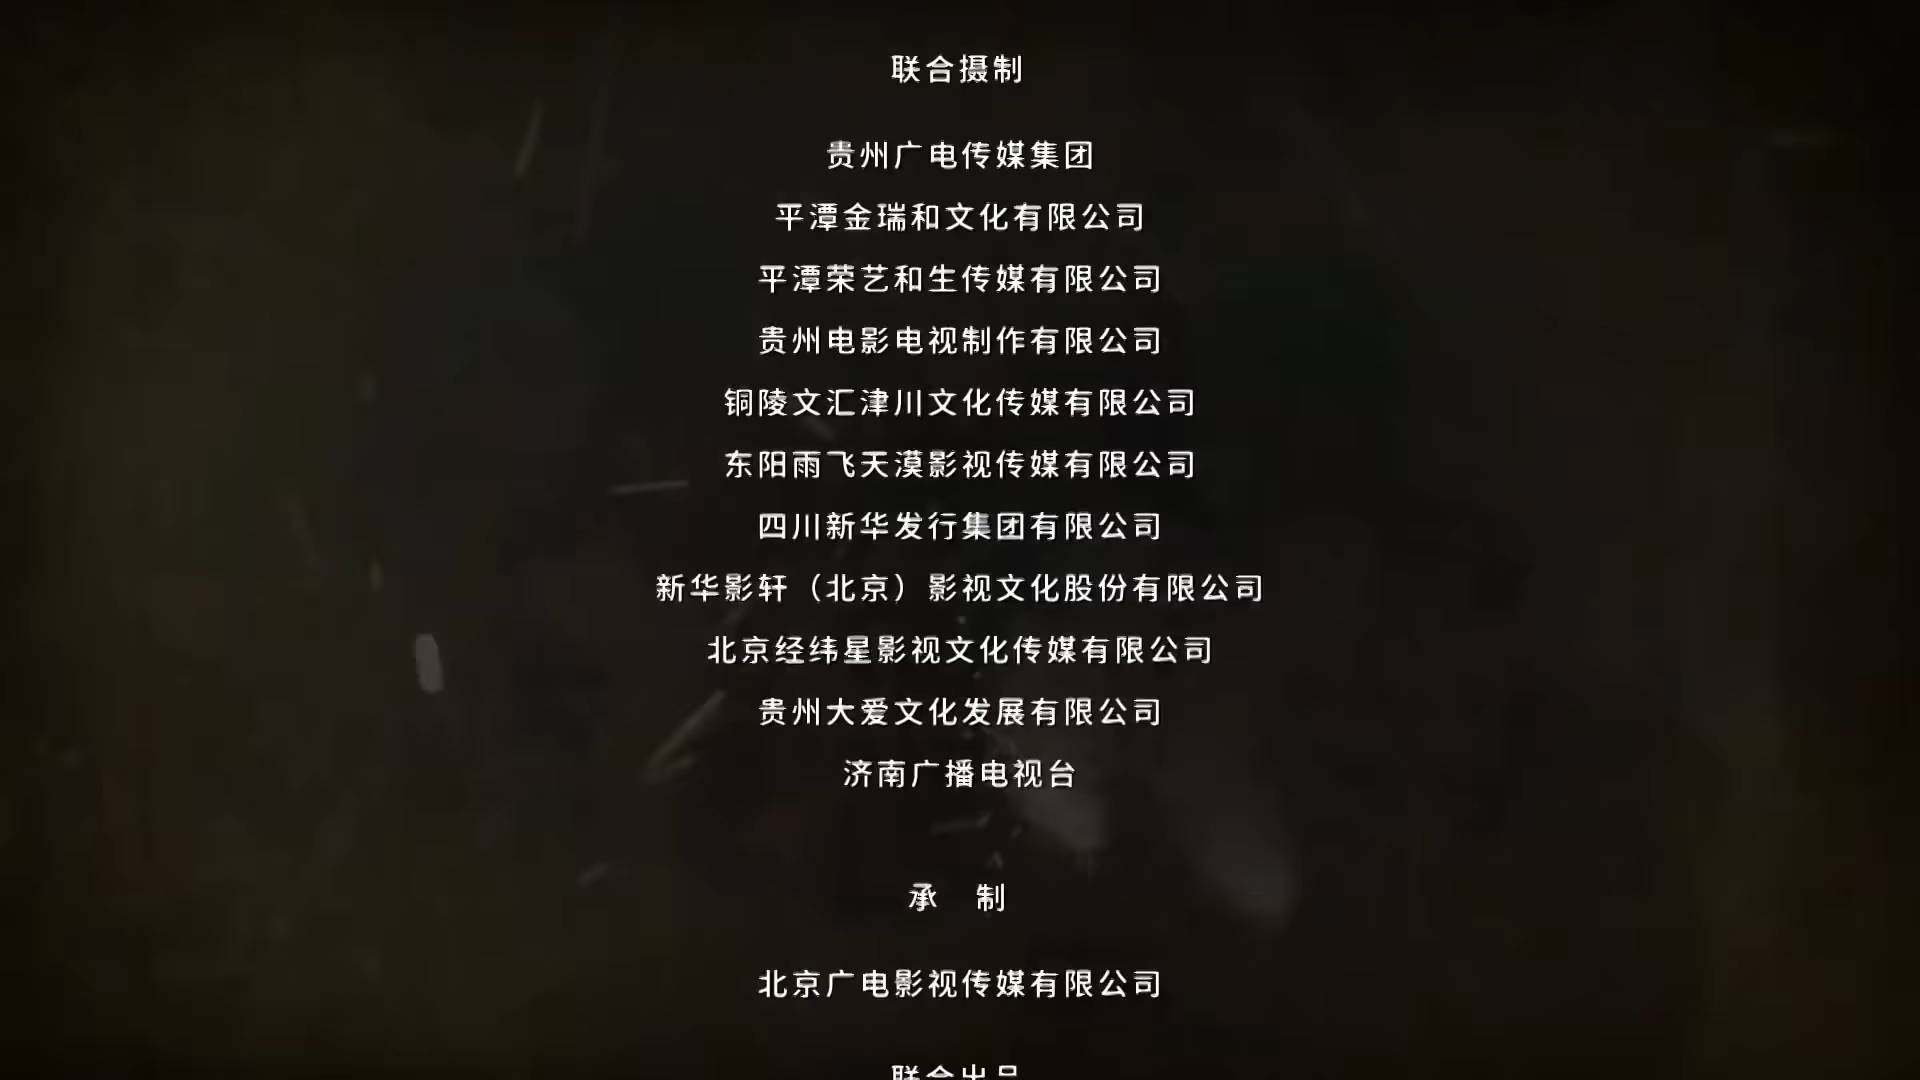 联合摄制
贵州广电传媒集团
平潭金瑞和文化有限公司
平潭荣艺和生传媒有限公司
贵州电影电视制作有限公司
铜陵文汇津川文化传媒有限公司
东阳雨飞天漠影视传媒有限公司
四川新华发行集团有限公司
新华影轩（北京）影视文化股份有限公司
北京经纬星影视文化传媒有限公司
贵州大爱文化发展有限公司
济南广播电视台
承 制
北京广电影视传媒有限公司
联合出品